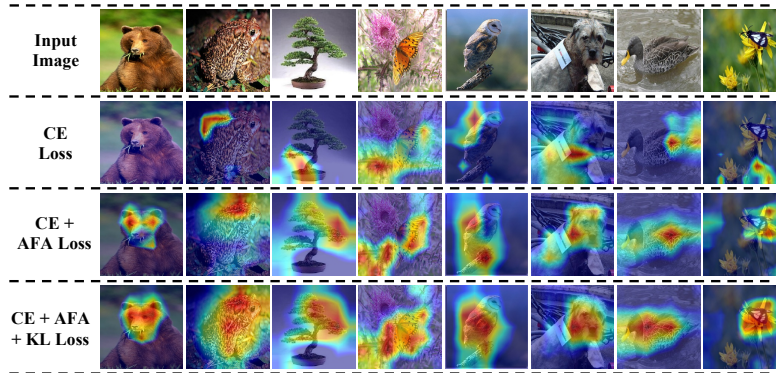 Input
Image
CE
Loss
CE +
AFA Loss
CE + AFA
+ KL Loss